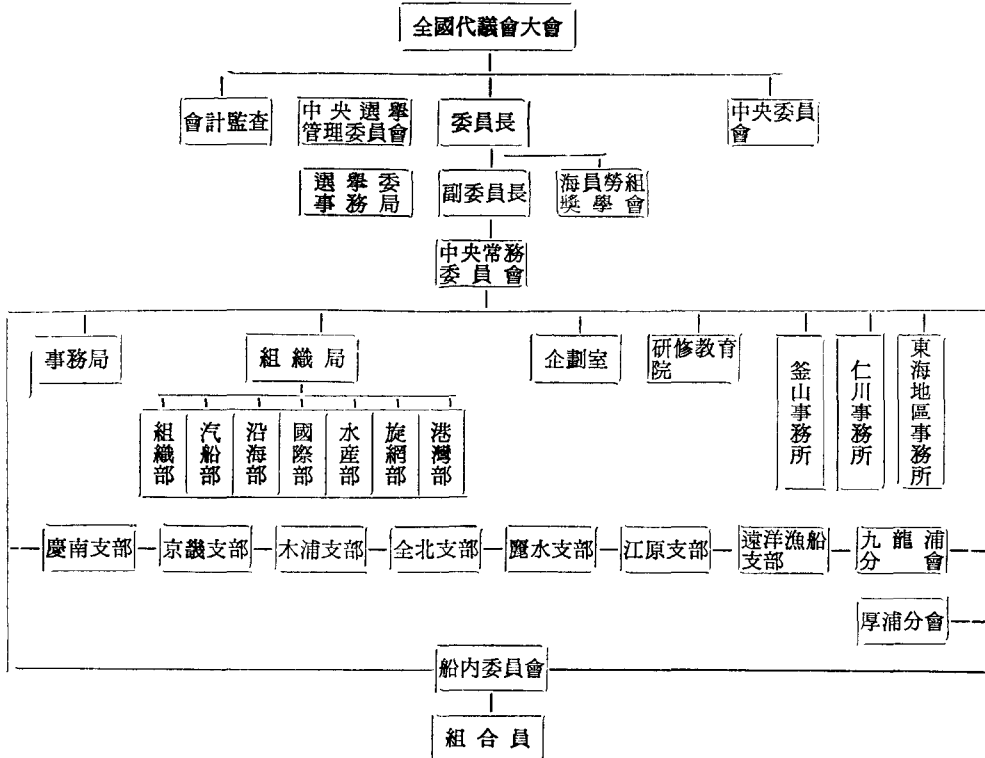 全國代議會大會
會計監査
中央選擧
管理委員會
委員長
中央委員
會
選擧委
事務局
副委員長
海員勞組
奬學會
中央常務
委員會
事務局
組織局
企劃室
研修教育
院
釜山事務所
仁川事務所
東海地區事務所
組織部
汽船部
沿海部
國際部
水産部
旋網部
港灣部
慶南支部
京畿支部
木浦支部
全北支部
麗水支部
江原支部
遠洋漁船
支部
九龍浦
分會
厚浦分會
船内委員會
組合員